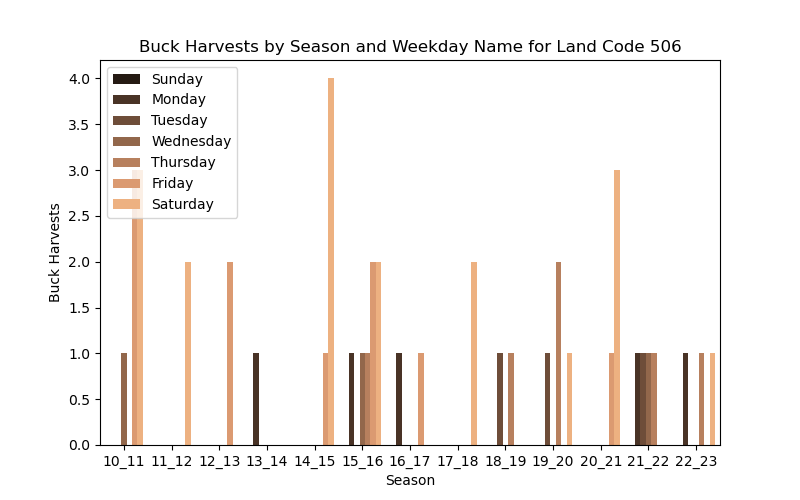 Buck Harvests by Season and Weekday Name for Land Code 506
Sunday
Monday
Tuesday
Wednesday
Thursday
Friday
Saturday
4.0
3.5
3.0
2.5
2.0
1.5
1.0
0.5
0.0
Buck Harvests
10_11 11_12 12_13 13_14 14_15 15_16 16_17 17_18 18_19 19_20 20_21 21_22 22_23
Season